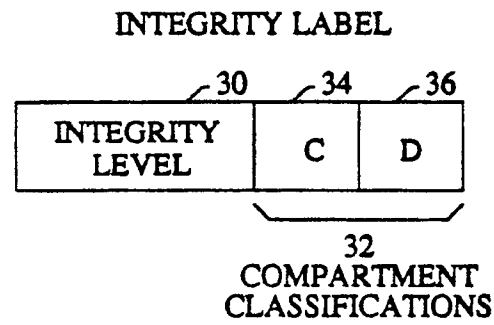 INTEGRITY LABEL
30 34 36
INTEGRITY
LEVEL
C D
32
COMPARTMENT
CLASSIFICATIONS